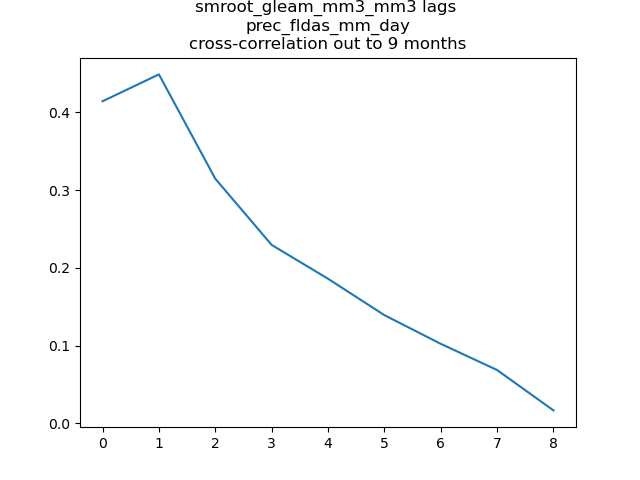 smroot_gleam_mm3_mm3 lags
prec_fldas_mm_day
cross-correlation out to 9 months
0.4
0.3
0.2
0.1
0.0
0 1 2 3 4 5 6 7 8